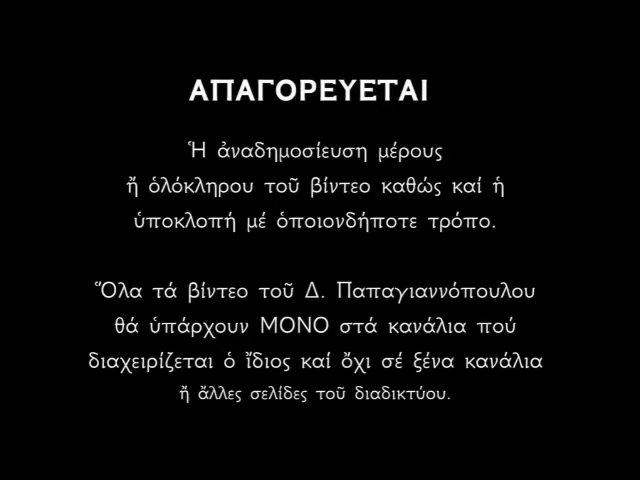 ΑΠΑΓΟΡΕΥΕΤΑΙ
Ἡ ἀναδημοσίευση μέρους
ἤ ὁλόκληρου τοῦ βίντεο καθώς καί ἡ
ὑποκλοπή μέ ὁποιονδήποτε τρόπο.
Ὅλα τά βίντεο τοῦ Δ. Παπαγιαννόπουλου
θά ὑπάρχουν ΜΟΝΟ στά κανάλια πού
διαχειρίζεται ὁ ἴδιος καί ὄχι σέ ξένα κανάλια
ἤ ἄλλες σελίδες τοῦ διαδικτύου.